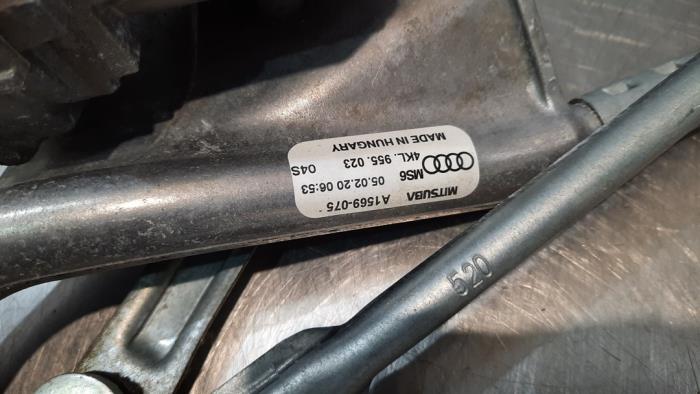 MITSUBA A1569-075
MS6 05.02.20 06:53
4KL. 955. 023 04S
MADE IN HUNGARY
520